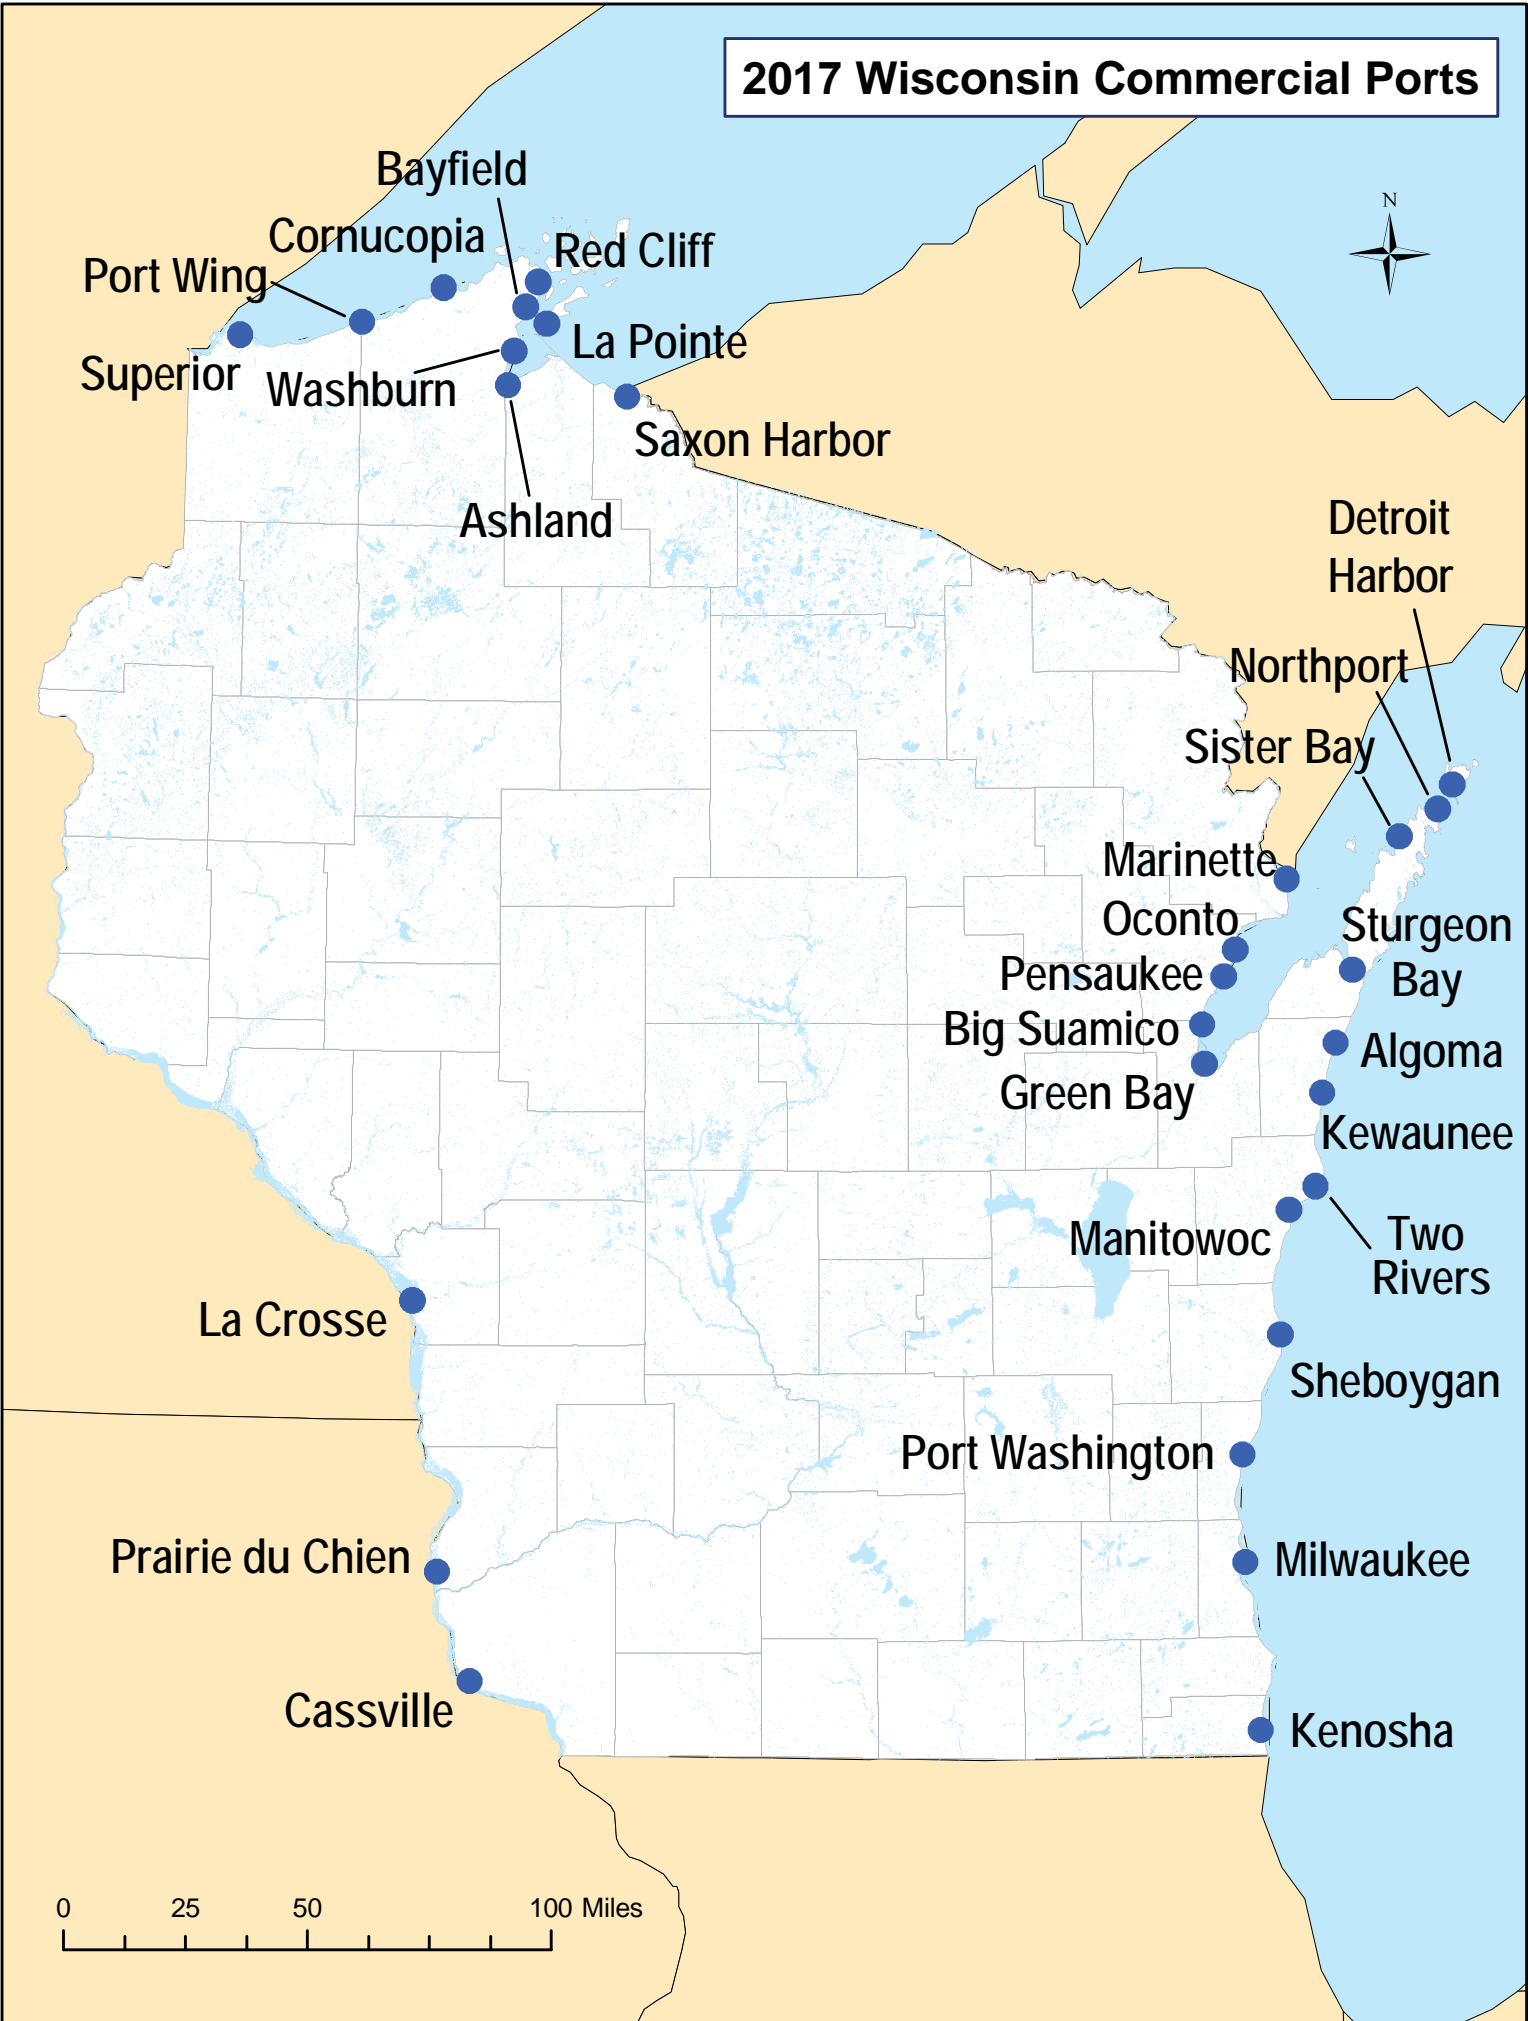 2017 Wisconsin Commercial Ports
Bayfield
N
Cornucopia
Red Cliff
Port Wing
La Pointe
Superior
Washburn
Saxon Harbor
Ashland
Detroit
Harbor
Northport
Sister Bay
Marinette
Oconto
Sturgeon
Bay
Pensaukee
Big Suamico
Algoma
Green Bay
Kewaunee
Manitowoc
Two
Rivers
La Crosse
Sheboygan
Port Washington
Prairie du Chien
Milwaukee
Cassville
Kenosha
0 25 50 100 Miles